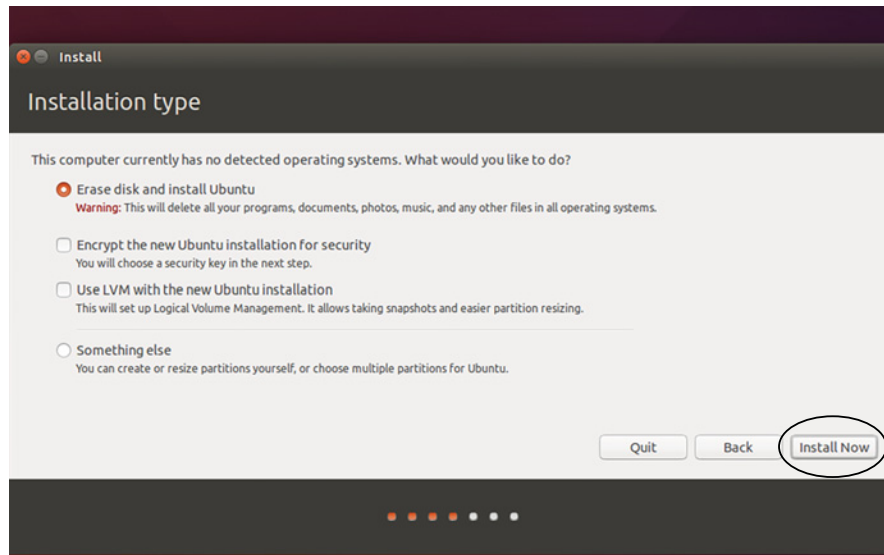 Install
Installation type
This computer currently has no detected operating systems. What would you like to do?
Erase disk and install Ubuntu
Warning: This will delete all your programs, documents, photos, music, and any other files in all operating systems.
Encrypt the new Ubuntu installation for security
You will choose a security key in the next step.
Use LVM with the new Ubuntu installation
This will set up Logical Volume Management. It allows taking snapshots and easier partition resizing.
Something else
You can create or resize partitions yourself, or choose multiple partitions for Ubuntu.
Quit Back Install Now